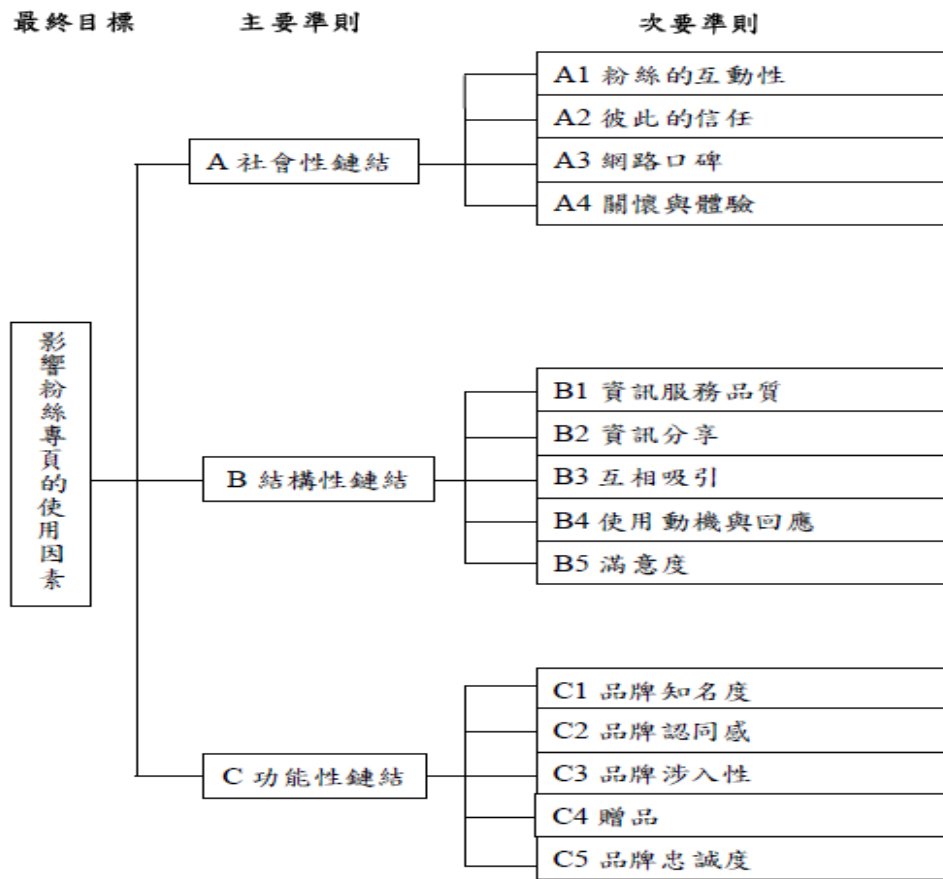 最終目標 主要準則 次要準則
影響粉絲專頁的使用因素
A 社會性鏈結
A1 粉絲的互動性
A2 彼此的信任
A3 網路口碑
A4 關懷與體驗
B 結構性鏈結
B1 資訊服務品質
B2 資訊分享
B3 互相吸引
B4 使用動機與回應
B5 滿意度
C 功能性鏈結
C1 品牌知名度
C2 品牌認同感
C3 品牌涉入性
C4 贈品
C5 品牌忠誠度